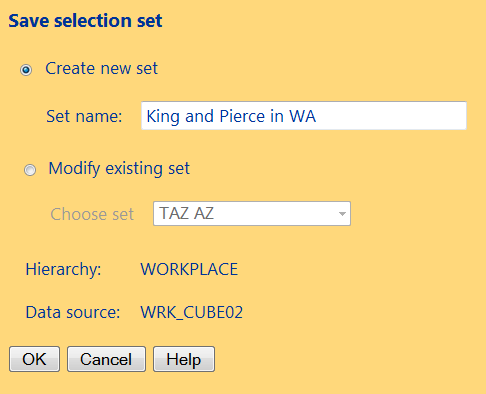 Save selection set
Create new set
Set name: King and Pierce in WA
Modify existing set
Choose set TAZ AZ
Hierarchy: WORKPLACE
Data source: WRK_CUBE02
OK Cancel Help